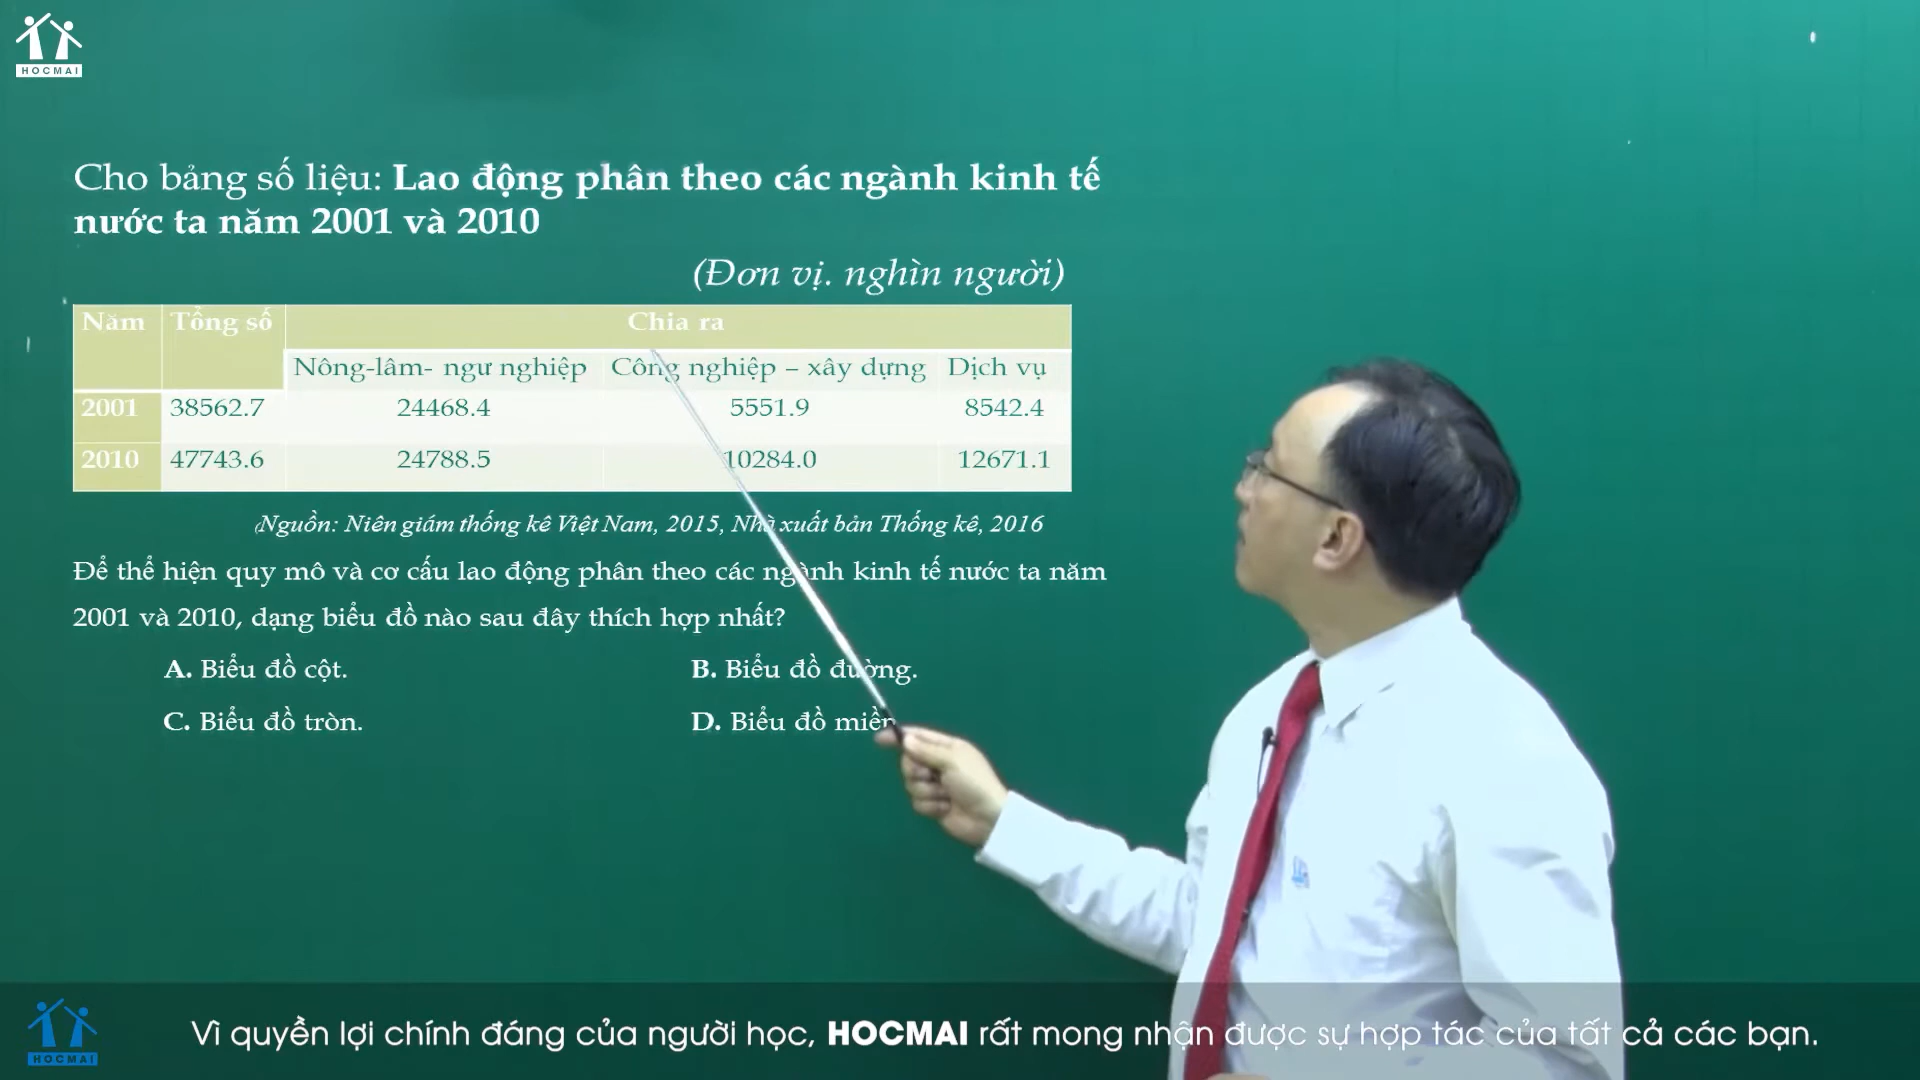 HOCMAI
Cho bảng số liệu: Lao động phân theo các ngành kinh tế
nước ta năm 2001 và 2010
(Đơn vị. nghìn người)
Năm Tổng số Chia ra
Nông-lâm- ngư nghiệp Công nghiệp – xây dựng Dịch vụ
2001 38562.7 24468.4 5551.9 8542.4
2010 47743.6 24788.5 10284.0 12671.1
(Nguồn: Niên giám thống kê Việt Nam, 2015, Nhà xuất bản Thống kê, 2016
Để thể hiện quy mô và cơ cấu lao động phân theo các ngành kinh tế nước ta năm
2001 và 2010, dạng biểu đồ nào sau đây thích hợp nhất?
A. Biểu đồ cột. B. Biểu đồ đường.
C. Biểu đồ tròn. D. Biểu đồ miền
HOCMAI
Vì quyền lợi chính đáng của người học, HOCMAI rất mong nhận được sự hợp tác của tất cả các bạn.